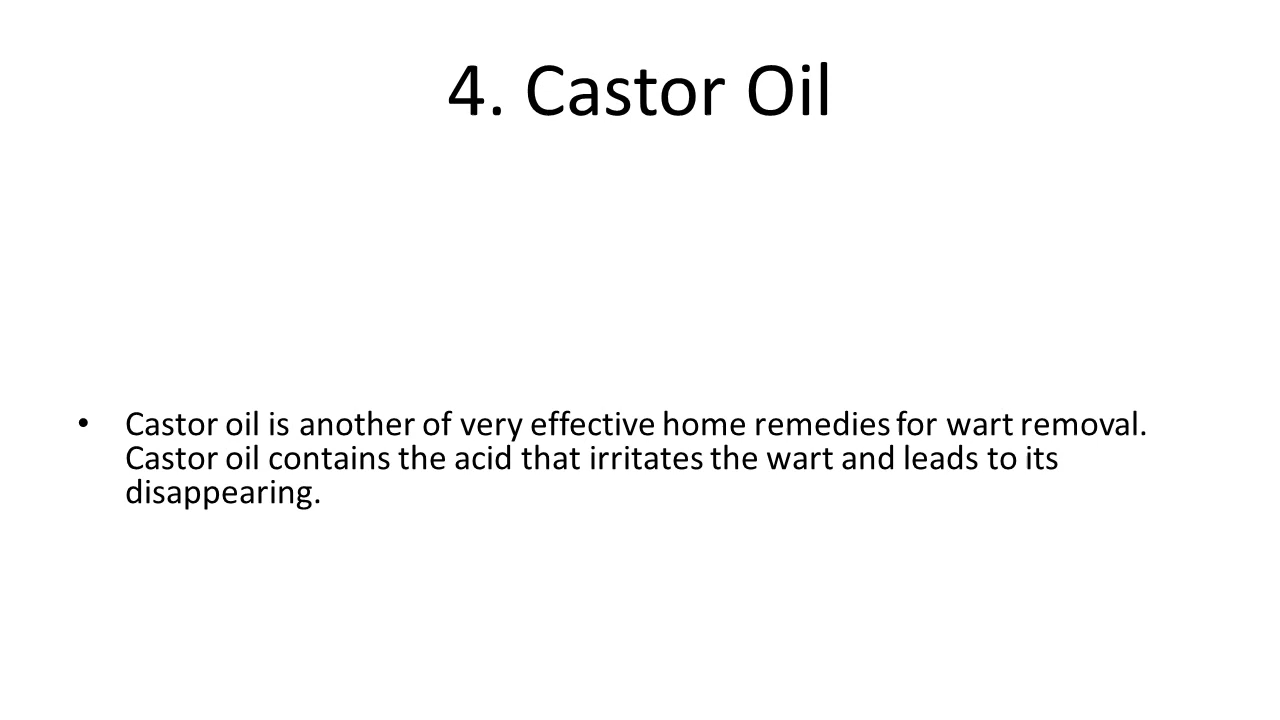 4. Castor Oil
• Castor oil is another of very effective home remedies for wart removal.
Castor oil contains the acid that irritates the wart and leads to its
disappearing.